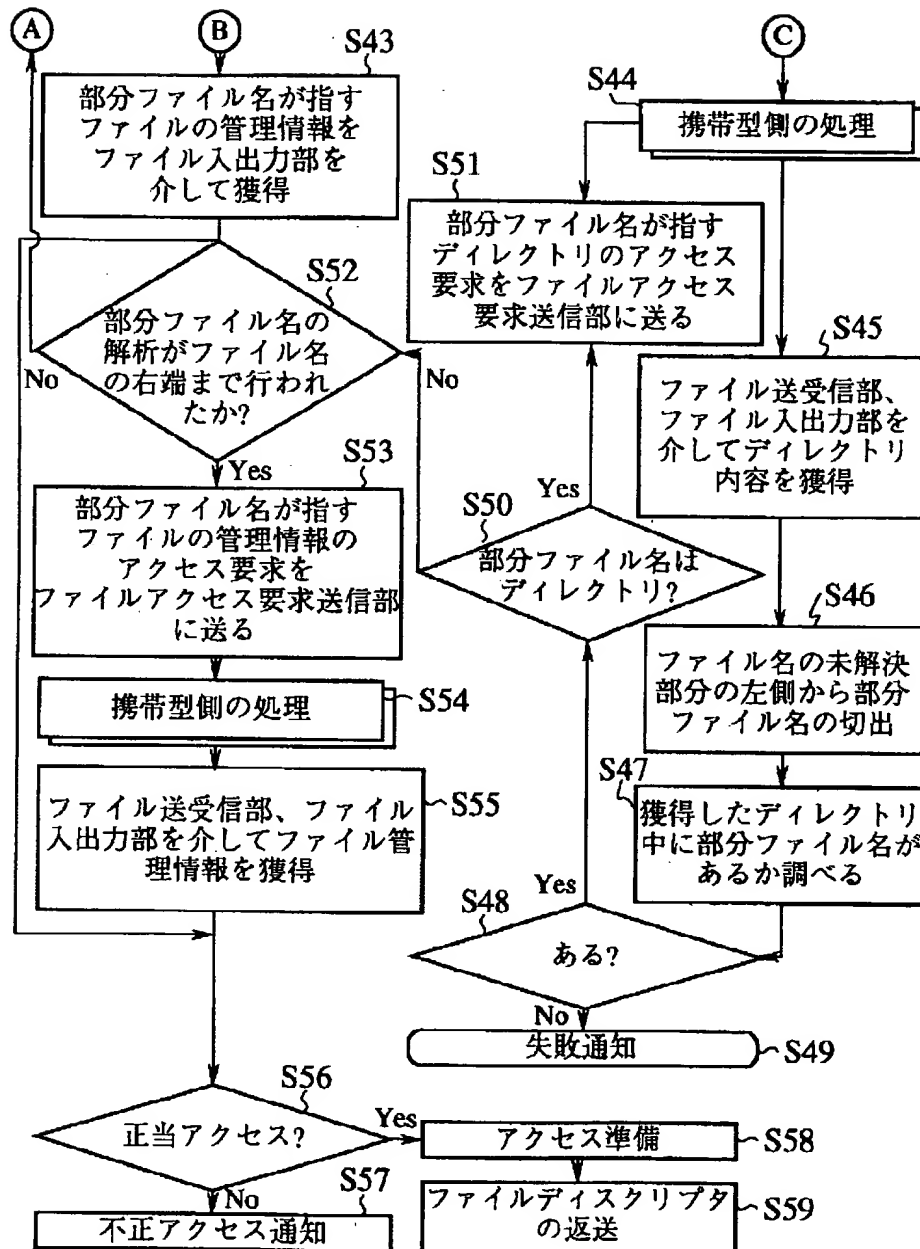 A
B
S43
部分ファイル名が指す
ファイルの管理情報を
ファイル入出力部を
介して獲得
S52
部分ファイル名の
解析がファイル名
の右端まで行われ
たか?
No
Yes
S53
部分ファイル名が指す
ファイルの管理情報の
アクセス要求を
ファイルアクセス要求送信部
に送る
携帯型側の処理
S54
ファイル送受信部、ファイル
入出力部を介してファイル管
理情報を獲得
S55
S56
正当アクセス?
Yes
No
S57
不正アクセス通知
アクセス準備
S58
ファイルディスクリプタ
の返送
S59
C
S44
携帯型側の処理
S51
部分ファイル名が指す
ディレクトリのアクセス
要求をファイルアクセス
要求送信部に送る
S45
ファイル送受信部、
ファイル入出力部を
介してディレクトリ
内容を獲得
No
Yes
S50
部分ファイル名は
ディレクトリ?
S46
ファイル名の未解決
部分の左側から部分
ファイル名の切出
S47
獲得したディレクトリ
中に部分ファイル名が
あるか調べる
Yes
S48
ある?
No
失敗通知
S49